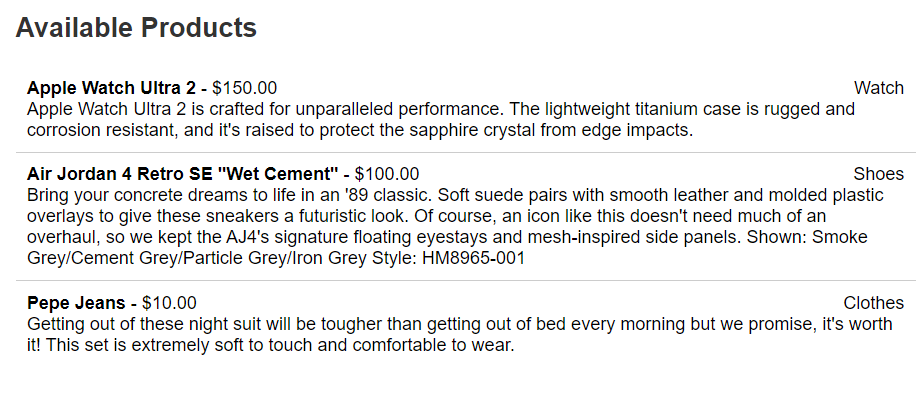 Available Products
Apple Watch Ultra 2 - $150.00 Watch
Apple Watch Ultra 2 is crafted for unparalleled performance. The lightweight titanium case is rugged and
corrosion resistant, and it's raised to protect the sapphire crystal from edge impacts.
Air Jordan 4 Retro SE "Wet Cement" - $100.00 Shoes
Bring your concrete dreams to life in an '89 classic. Soft suede pairs with smooth leather and molded plastic
overlays to give these sneakers a futuristic look. Of course, an icon like this doesn't need much of an
overhaul, so we kept the AJ4's signature floating eyestays and mesh-inspired side panels. Shown: Smoke
Grey/Cement Grey/Particle Grey/Iron Grey Style: HM8965-001
Pepe Jeans - $10.00 Clothes
Getting out of these night suit will be tougher than getting out of bed every morning but we promise, it's worth
it! This set is extremely soft to touch and comfortable to wear.